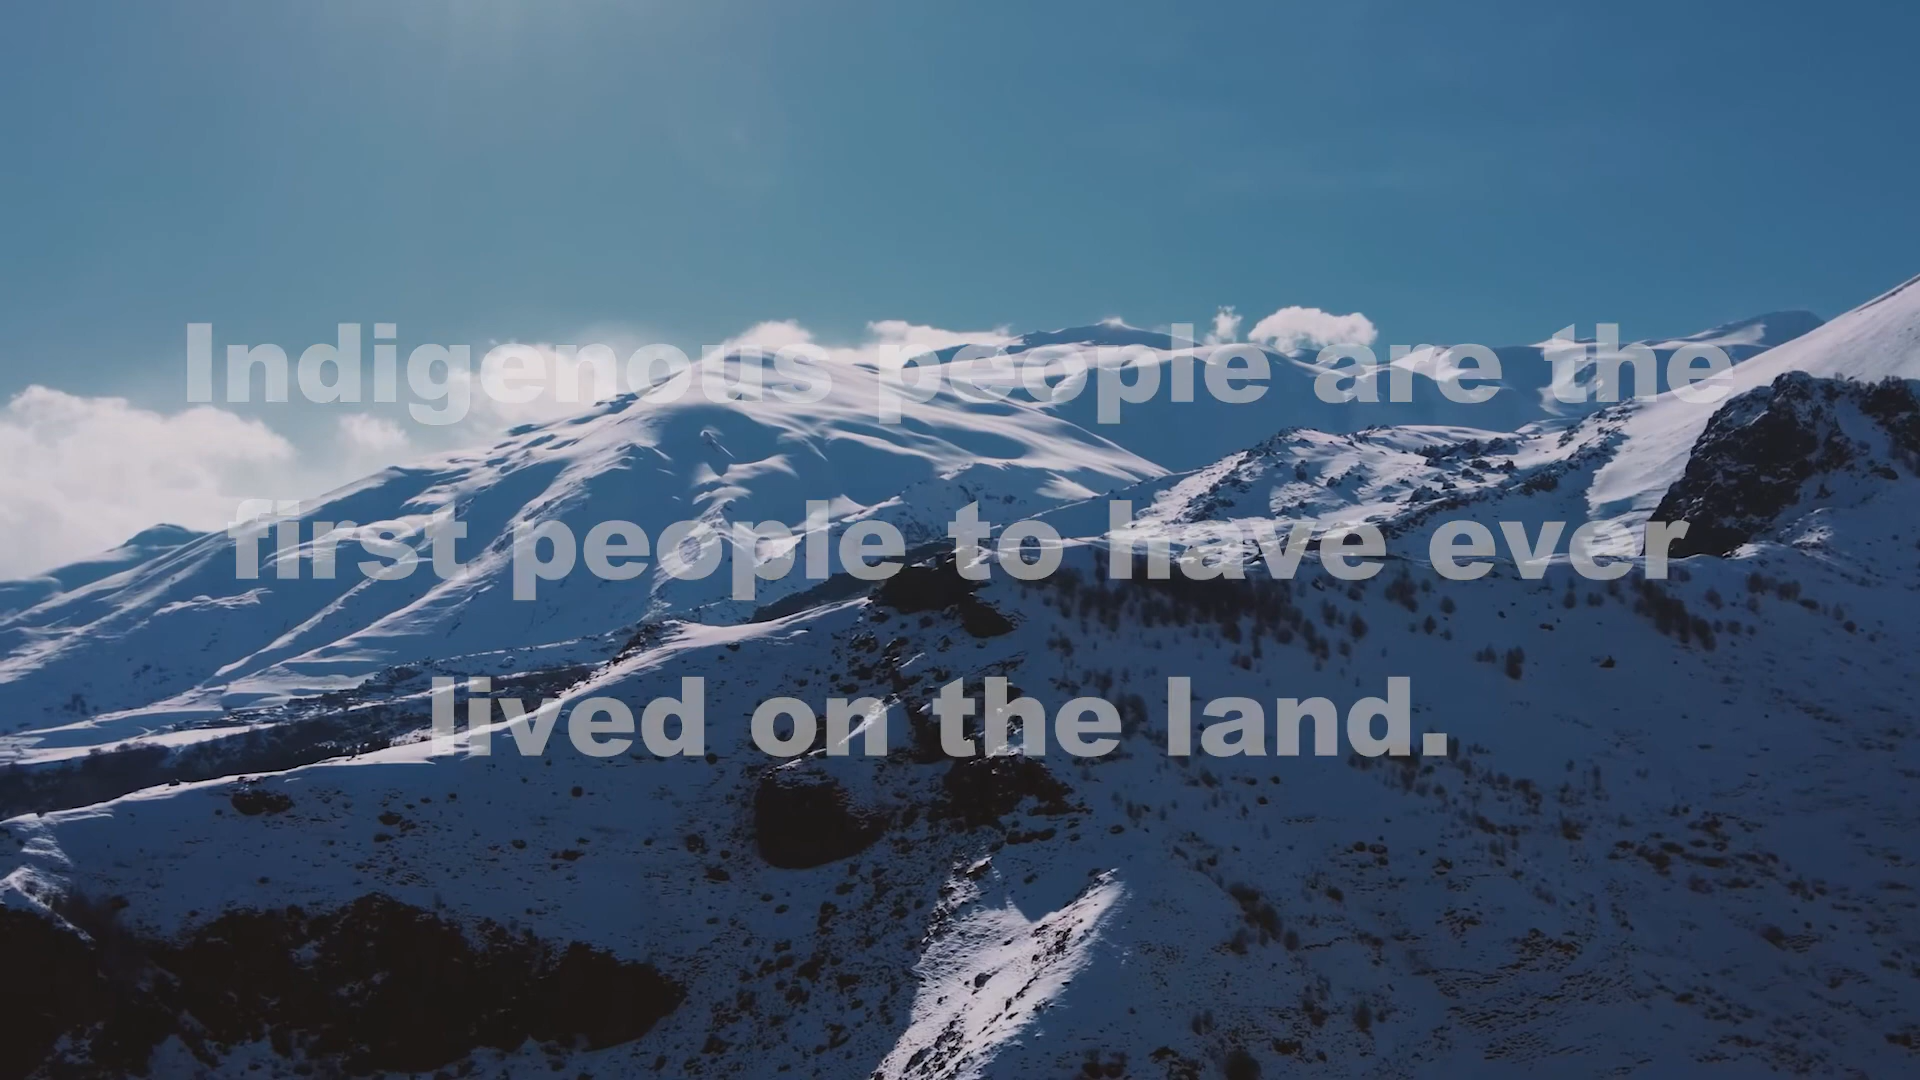 Indigenous people are the
first people to have ever
lived on the land.